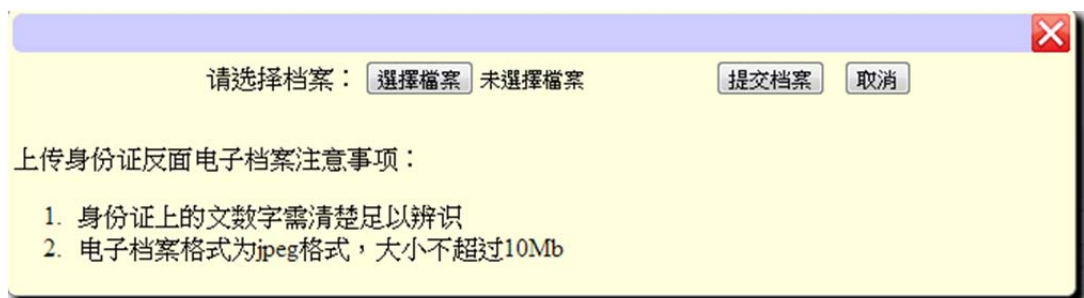 请选择档案： 選擇檔案 未選擇檔案 提交档案 取消
上传身份证反面电子档案注意事项：
1. 身份证上的文数字需清楚足以辨识
2. 电子档案格式为jpeg格式，大小不超过10Mb